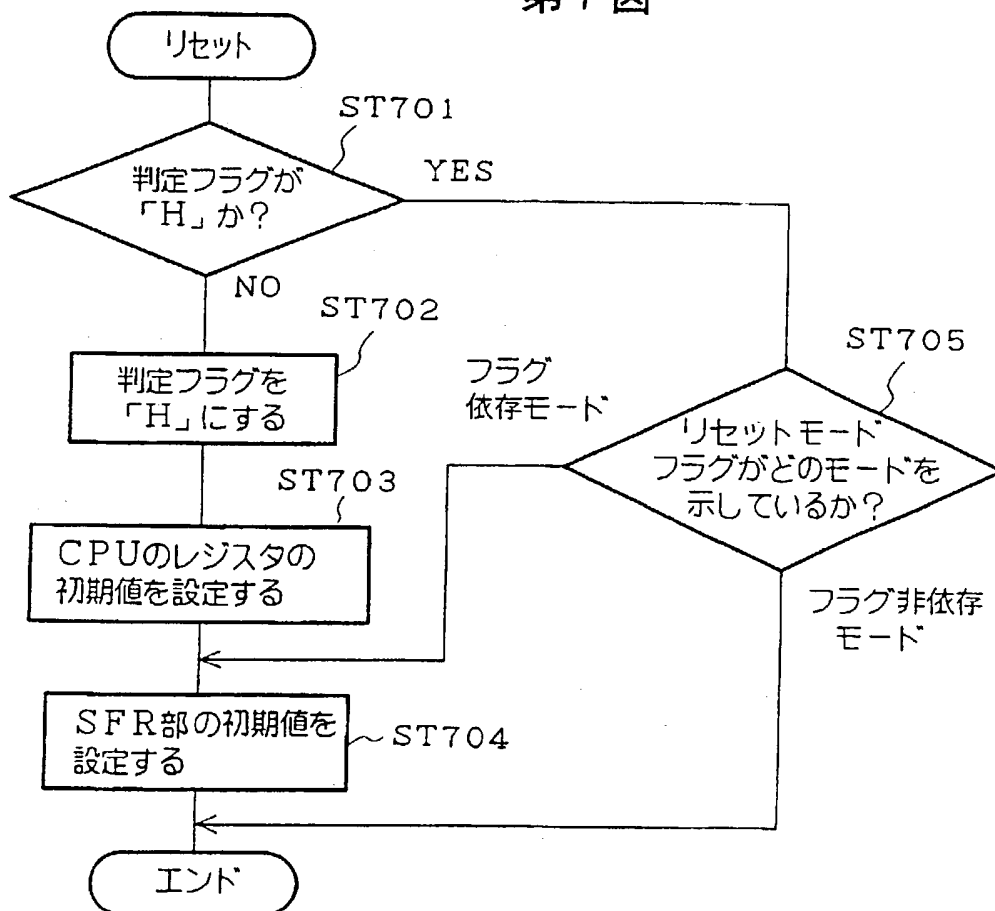 第7図
リセット
ST701
判定フラグが
「H」か?
YES
NO
ST702
判定フラグを
「H」にする
ST703
CPUのレジスタの
初期値を設定する
SFR部の初期値を
設定する
ST704
エンド
フラグ
依存モード
ST705
リセットモード
フラグがどのモードを
示しているか?
フラグ非依存
モード